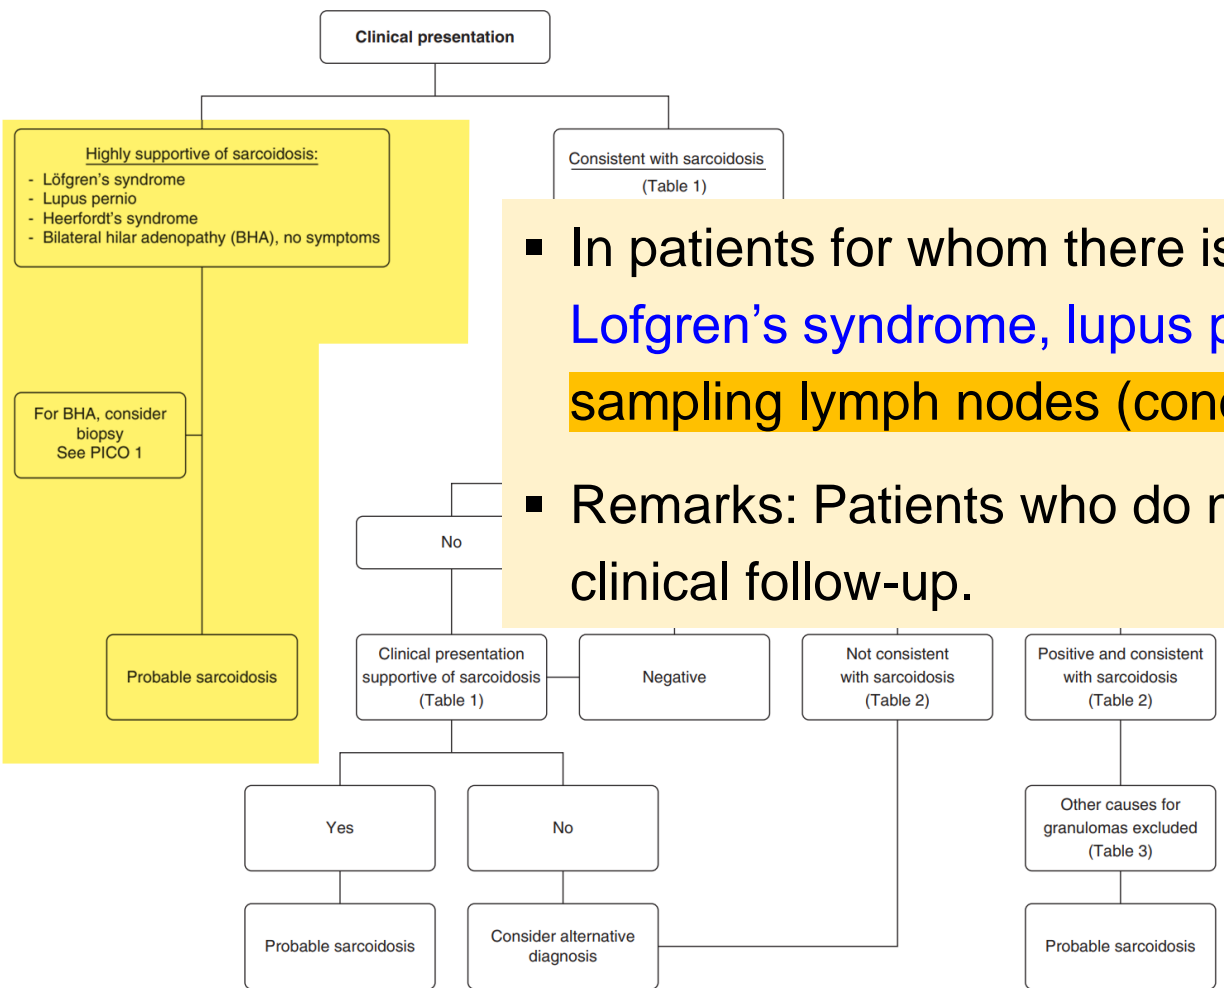 Clinical presentation
Highly supportive of sarcoidosis:
- Löfgren's syndrome
- Lupus pernio
- Heerfordt's syndrome
- Bilateral hilar adenopathy (BHA), no symptoms
Consistent with sarcoidosis
(Table 1)
▪ In patients for whom there is
Lofgren's syndrome, lupus
sampling lymph nodes
▪ Remarks: Patients who do
clinical follow-up.
For BHA, consider
biopsy
See PICO 1
No
Probable sarcoidosis
Clinical presentation
supportive of sarcoidosis
(Table 1)
Negative
Not consistent
with sarcoidosis
(Table 2)
Positive and consistent
with sarcoidosis
(Table 2)
Yes
No
Other causes for
granulomas excluded
(Table 3)
Probable sarcoidosis
Consider alternative
diagnosis
Probable sarcoidosis